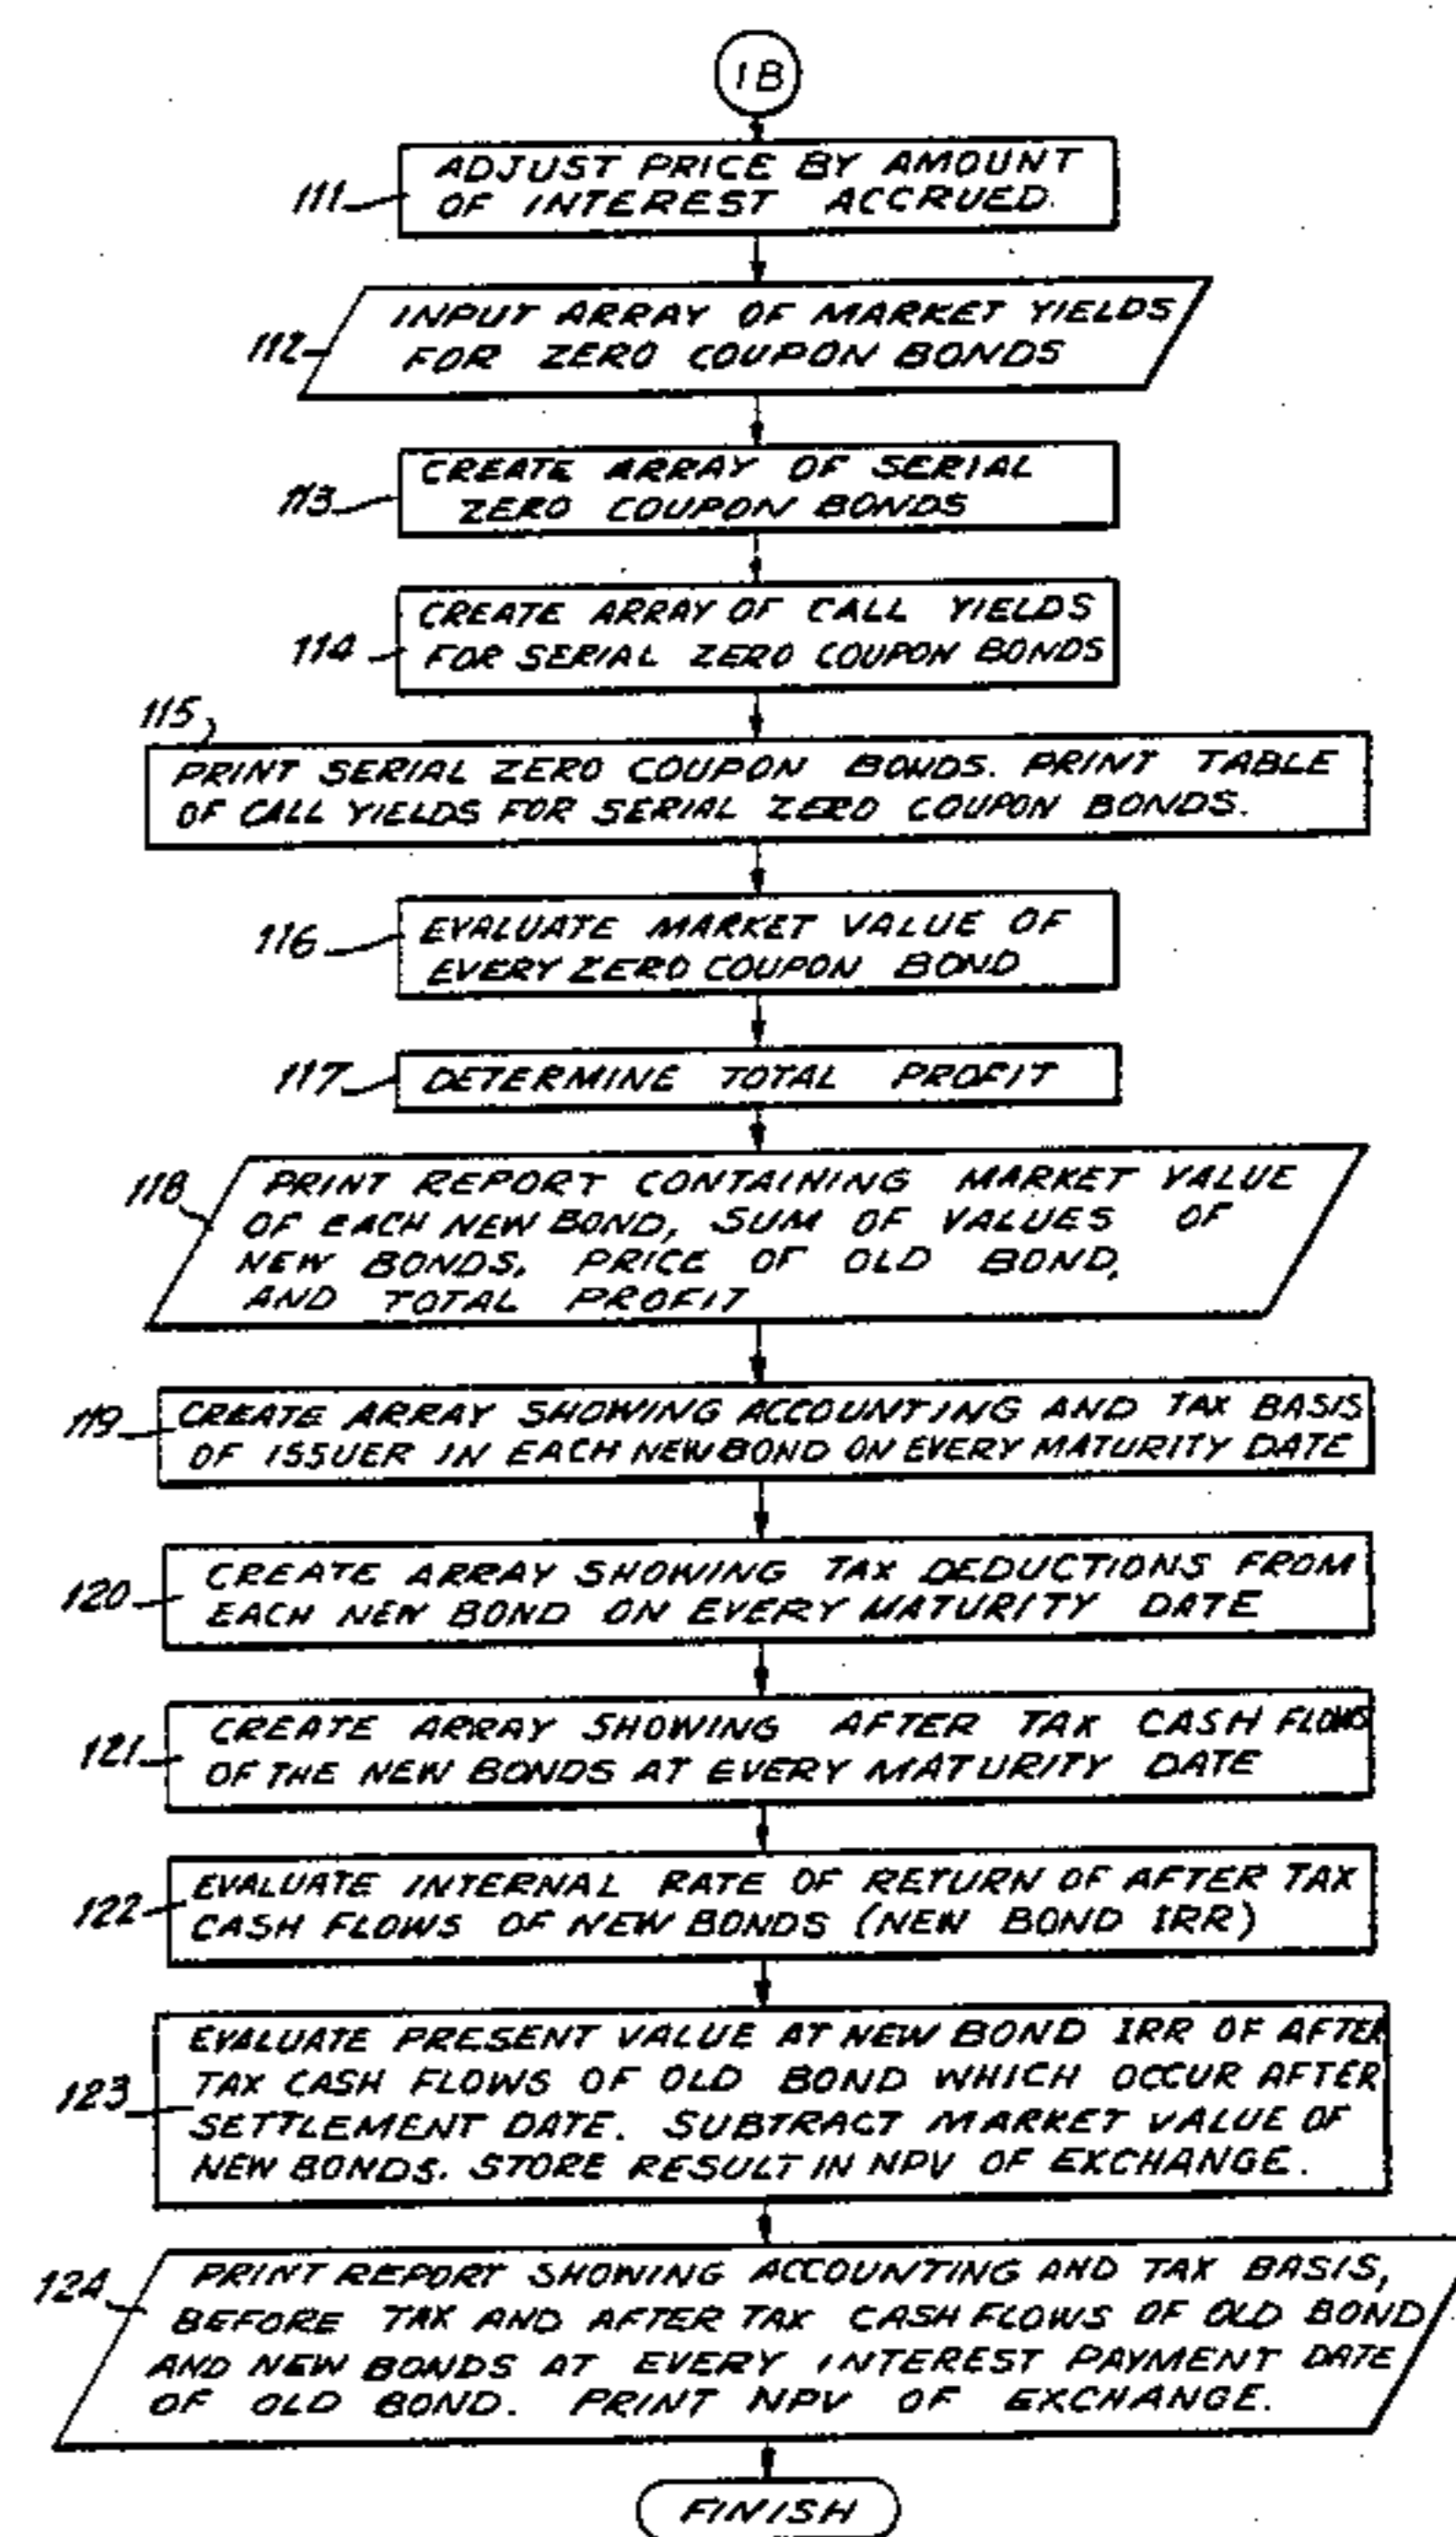 1B
111
ADJUST PRICE BY AMOUNT
OF INTEREST ACCRUED.
112
INPUT ARRAY OF MARKET YIELDS
FOR ZERO COUPON BONDS
113
CREATE ARRAY OF SERIAL
ZERO COUPON BONDS
114
CREATE ARRAY OF CALL YIELDS
FOR SERIAL ZERO COUPON BONDS
115
PRINT SERIAL ZERO COUPON BONDS. PRINT TABLE
OF CALL YIELDS FOR SERIAL ZERO COUPON BONDS.
116
EVALUATE MARKET VALUE OF
EVERY ZERO COUPON BOND
117
DETERMINE TOTAL PROFIT
118
PRINT REPORT CONTAINING MARKET VALUE
OF EACH NEW BOND, SUM OF VALUES OF
NEW BONDS, PRICE OF OLD BOND,
AND TOTAL PROFIT
119
CREATE ARRAY SHOWING ACCOUNTING AND TAX BASIS
OF ISSUER IN EACH NEW BOND ON EVERY MATURITY DATE
120
CREATE ARRAY SHOWING TAX DEDUCTIONS FROM
EACH NEW BOND ON EVERY MATURITY DATE
121
CREATE ARRAY SHOWING AFTER TAX CASH FLOWS
OF THE NEW BONDS AT EVERY MATURITY DATE
122
EVALUATE INTERNAL RATE OF RETURN OF AFTER TAX
CASH FLOWS OF NEW BONDS (NEW BOND IRR)
123
EVALUATE PRESENT VALUE AT NEW BOND IRR OF AFTER
TAX CASH FLOWS OF OLD BOND WHICH OCCUR AFTER
SETTLEMENT DATE. SUBTRACT MARKET VALUE OF
NEW BONDS. STORE RESULT IN NPV OF EXCHANGE.
124
PRINT REPORT SHOWING ACCOUNTING AND TAX BASIS,
BEFORE TAX AND AFTER TAX CASH FLOWS OF OLD BOND
AND NEW BONDS AT EVERY INTEREST PAYMENT DATE
OF OLD BOND. PRINT NPV OF EXCHANGE.
FINISH